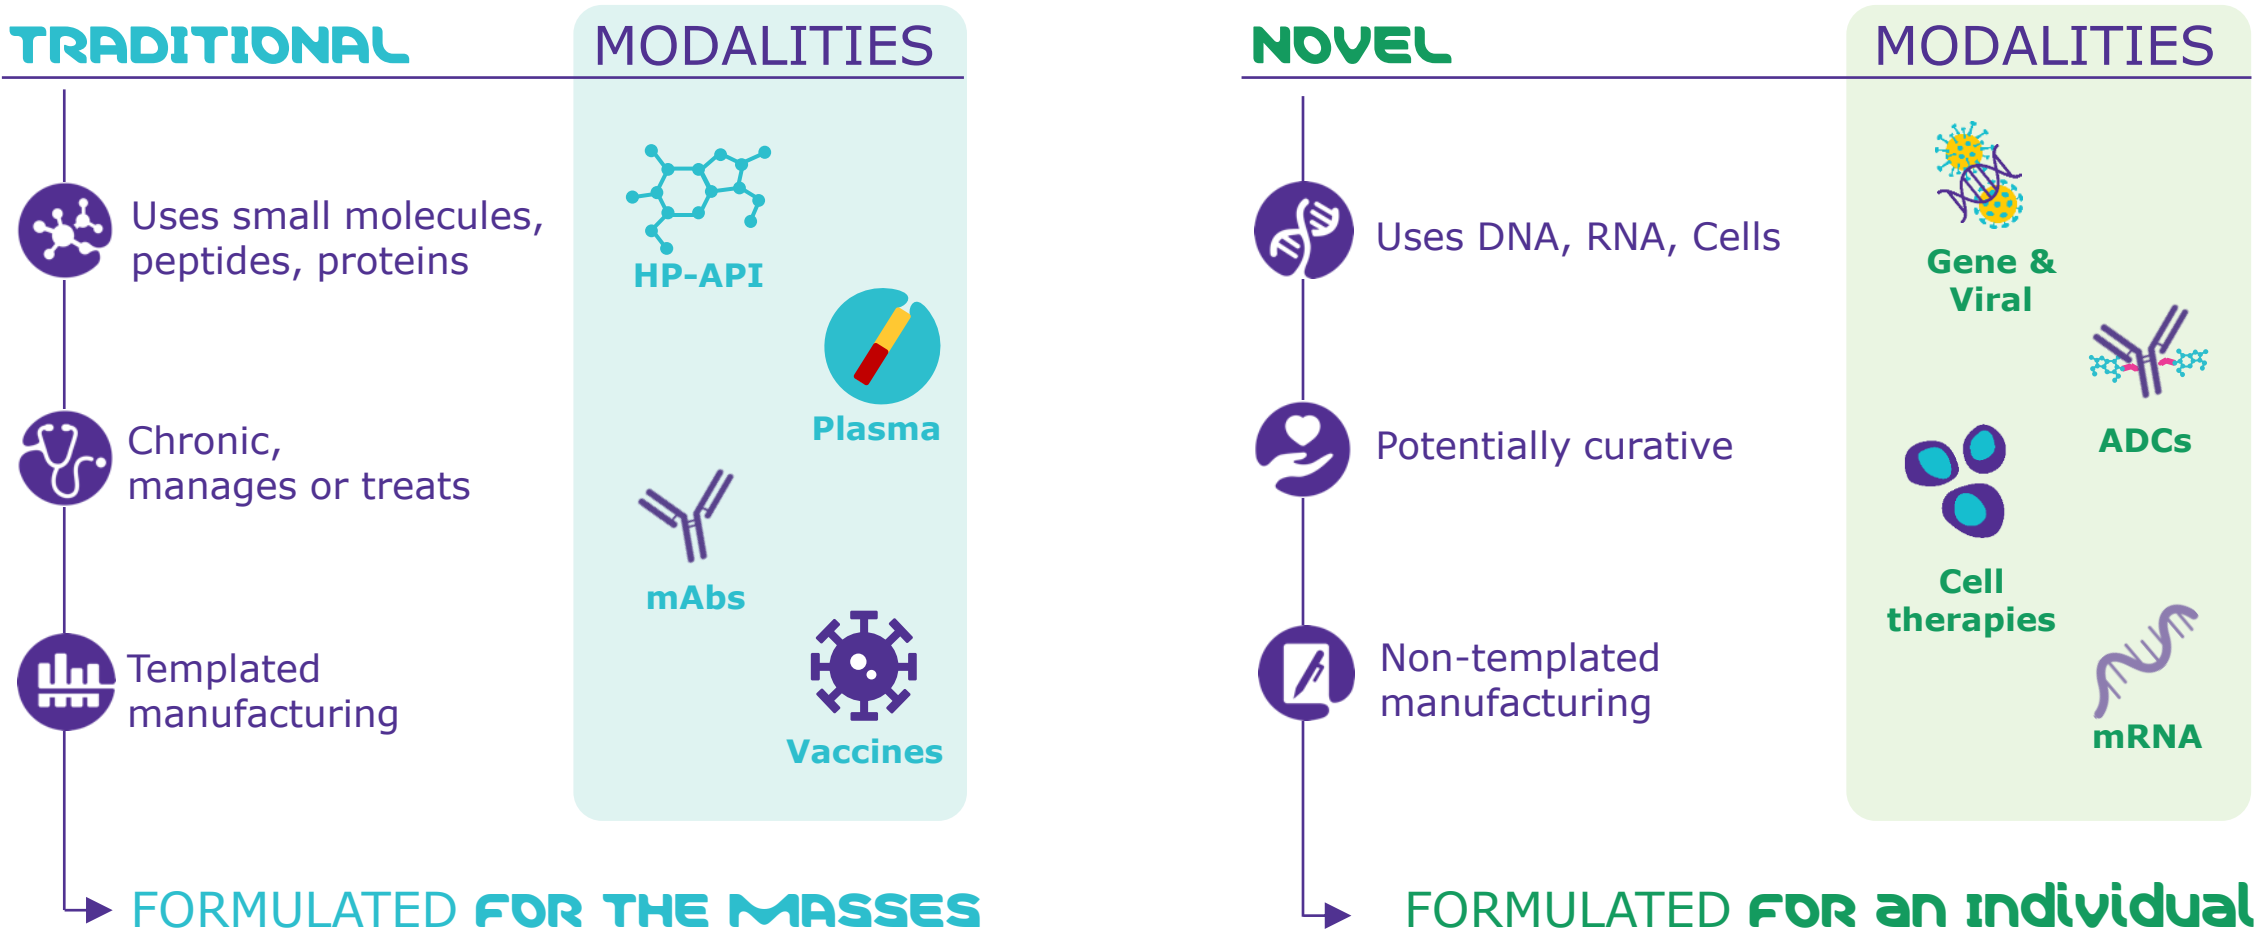 TRADITIONAL
MODALITIES
Uses small molecules,
peptides, proteins
Chronic,
manages or treats
Templated
manufacturing
HP-API
Plasma
mAbs
Vaccines
FORMULATED FOR THE MASSES
NOVEL
MODALITIES
Uses DNA, RNA, Cells
Potentially curative
Non-templated
manufacturing
Gene &
Viral
ADCs
Cell
therapies
mRNA
FORMULATED FOR an Individual